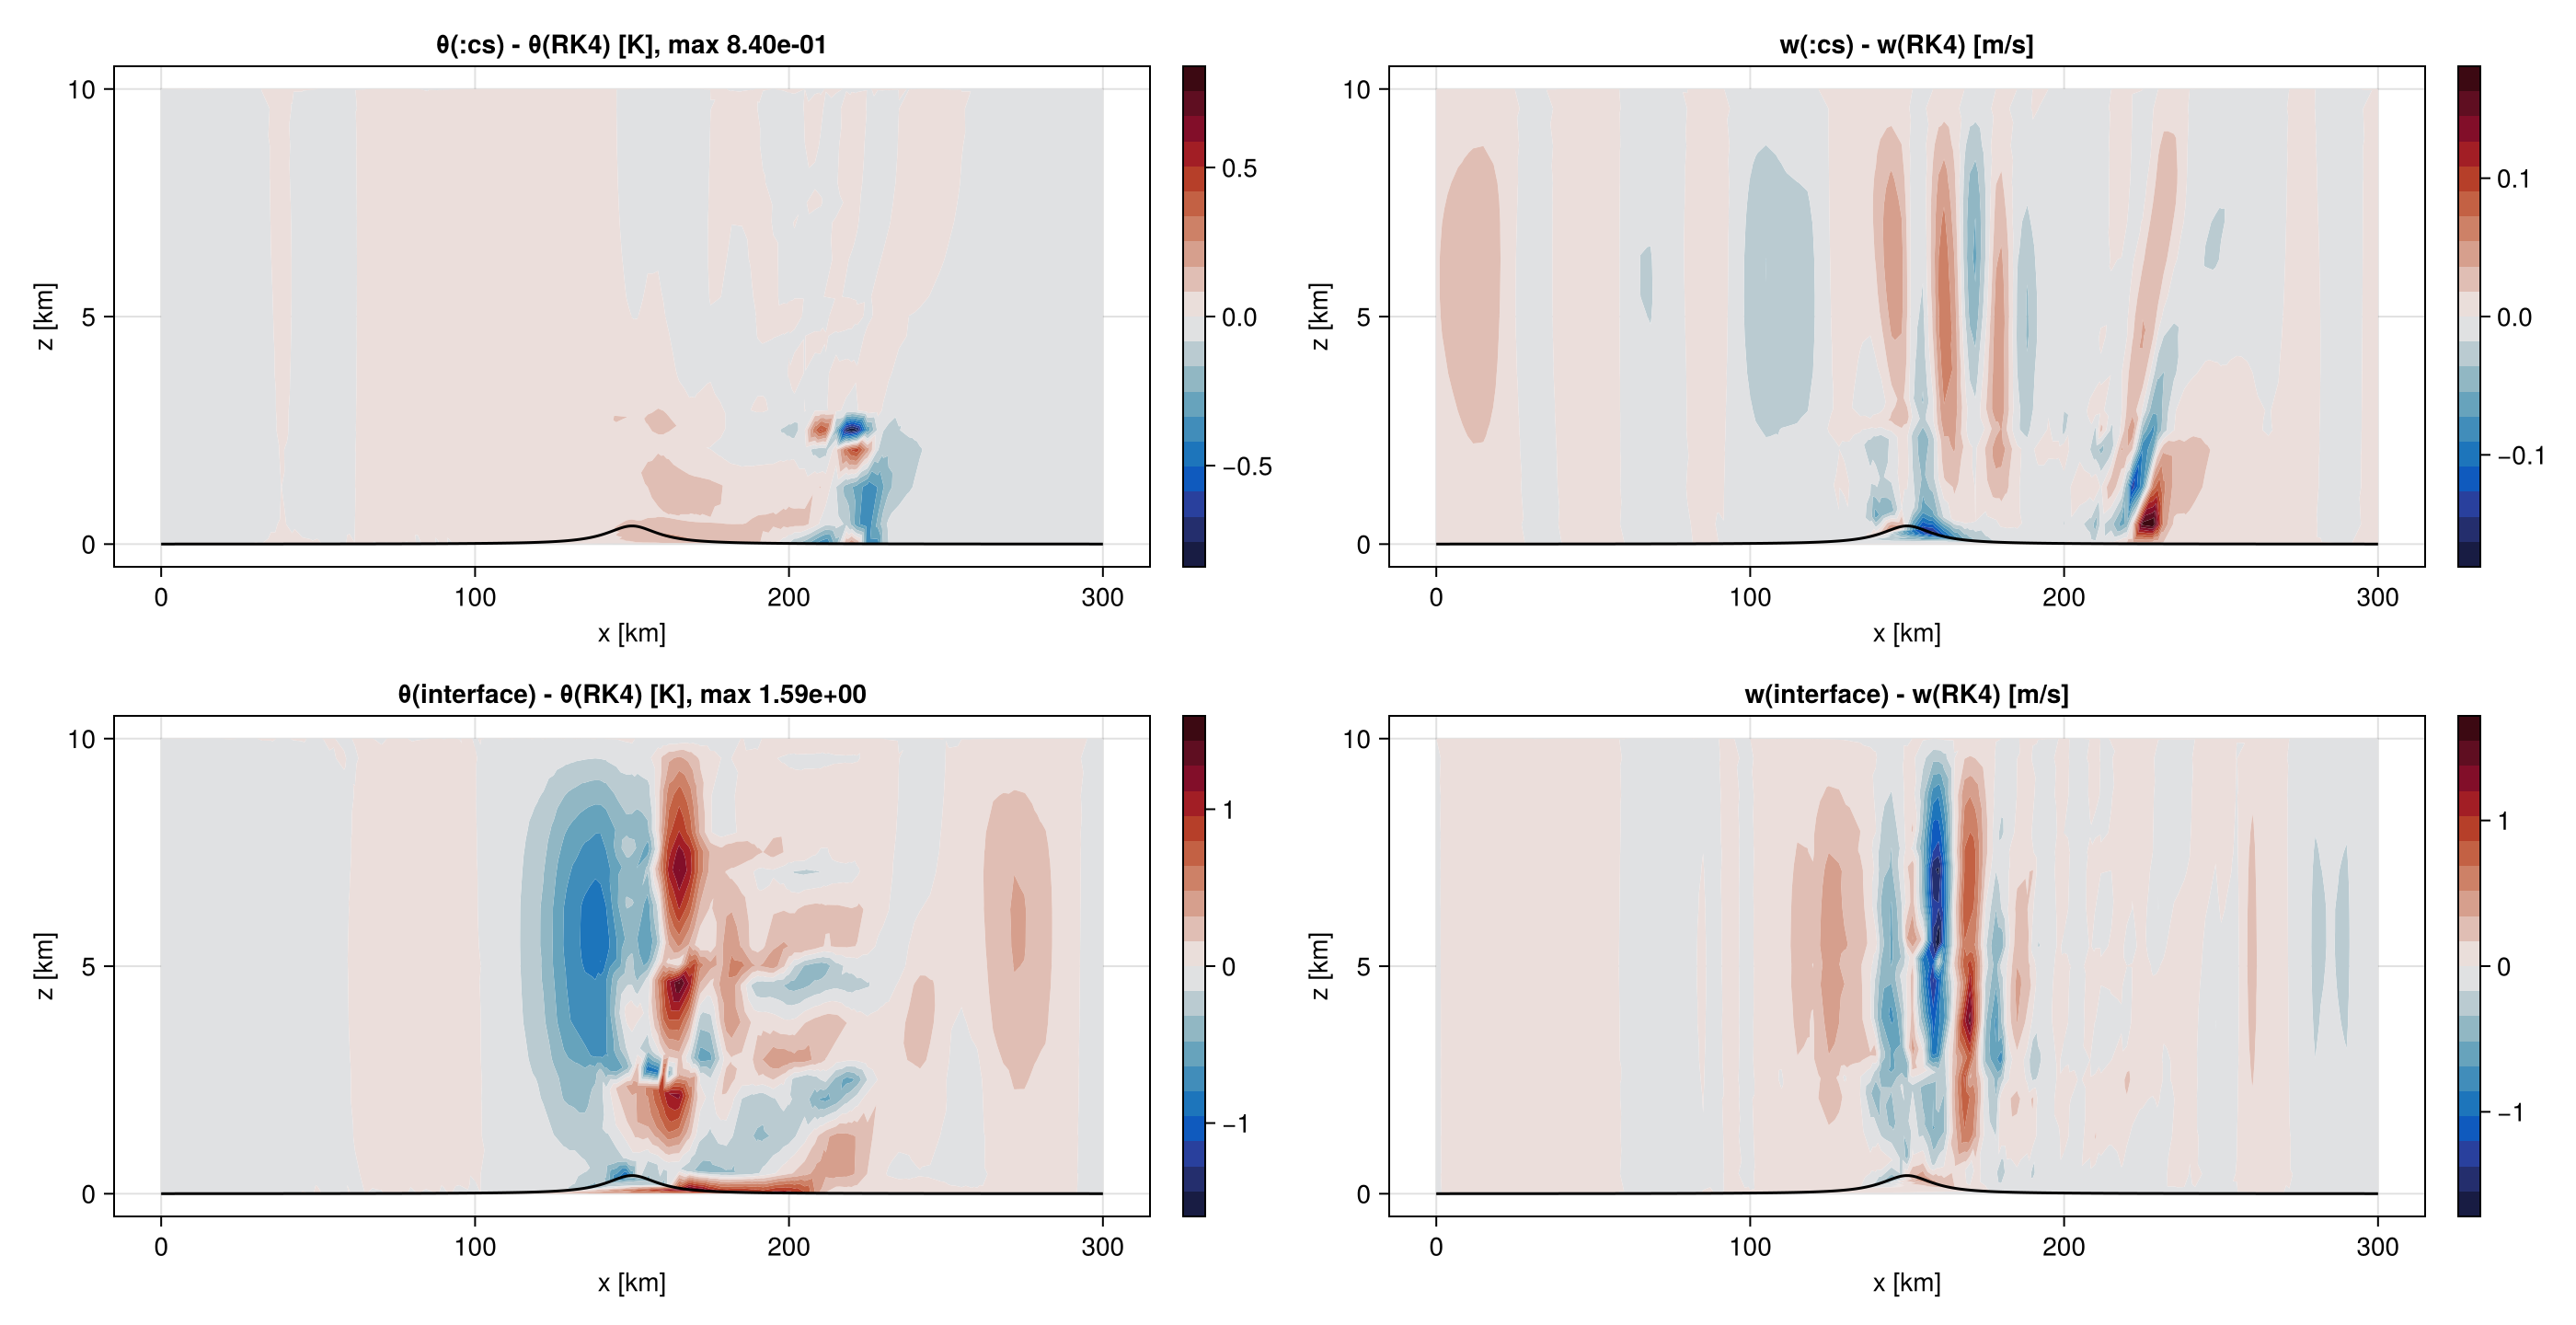 θ(:cs) - θ(RK4) [K], max 8.40e-01
10
5
0
z [km]
0 100 200 300
x [km]
0.5
0.0
−0.5
w(:cs) - w(RK4) [m/s]
10
5
0
z [km]
0 100 200 300
x [km]
0.1
0.0
−0.1
θ(interface) - θ(RK4) [K], max 1.59e+00
10
5
0
z [km]
0 100 200 300
x [km]
1
0
−1
w(interface) - w(RK4) [m/s]
10
5
0
z [km]
0 100 200 300
x [km]
1
0
−1